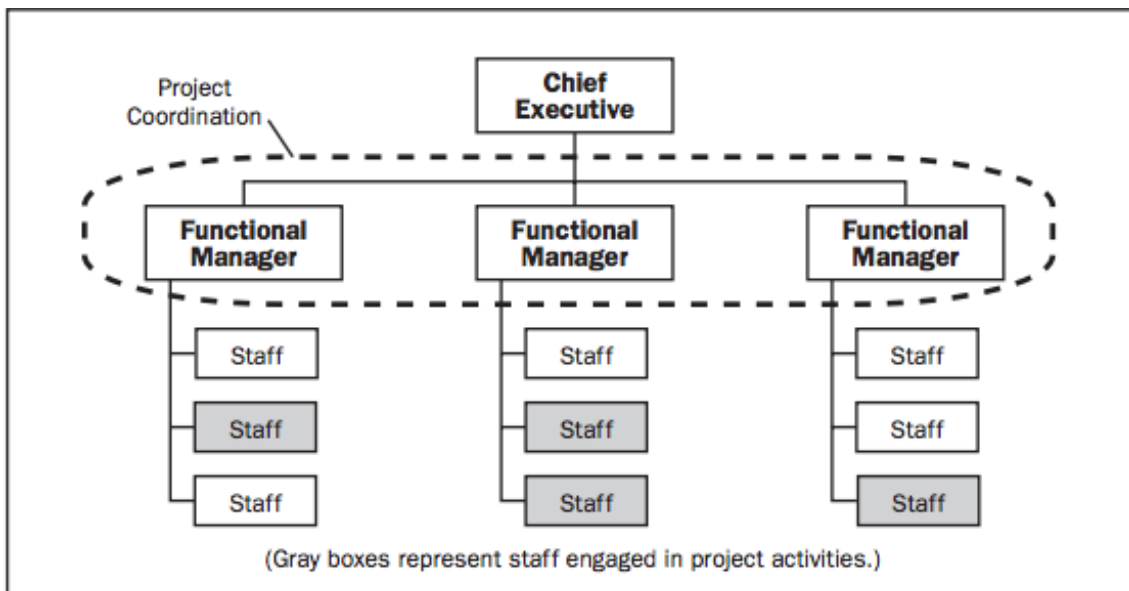 Project
Coordination
Chief
Executive
Functional
Manager
Functional
Manager
Functional
Manager
Staff
Staff
Staff
Staff
Staff
Staff
Staff
Staff
Staff
(Gray boxes represent staff engaged in project activities.)